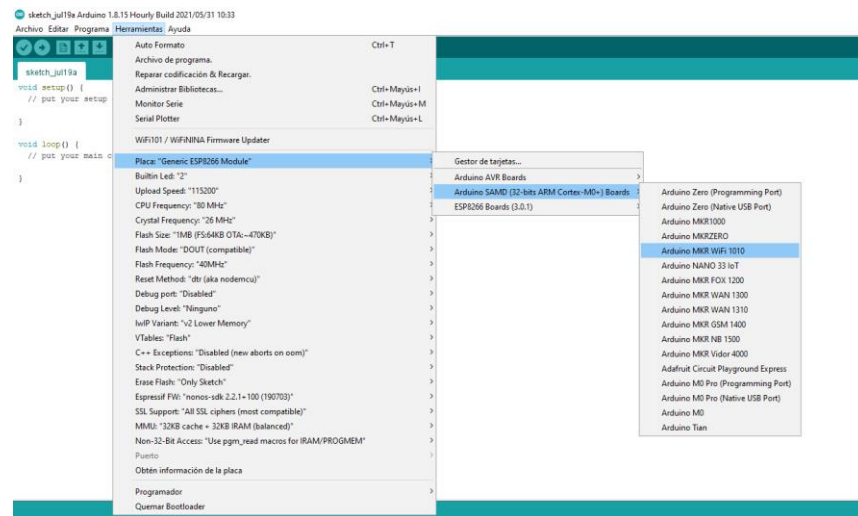 sketch_jul19a Arduino 1.8.15 Hourly Build 2021/05/31 10:33
Archivo Editar Programa Herramientas Ayuda
sketch_jul19a
void setup() {
// put your setup
}
void loop() {
// put your main c
}
Auto Formato Ctrl+T
Archivo de programa.
Reparar codificación & Recargar.
Administrar Bibliotecas... Ctrl+Mayús+I
Monitor Serie Ctrl+Mayús+M
Serial Plotter Ctrl+Mayús+L
WiFi101 / WiFiNINA Firmware Updater
Placa: "Generic ESP8266 Module"
Builtin Led: "2"
Upload Speed: "115200"
CPU Frequency: "80 MHz"
Crystal Frequency: "26 MHz"
Flash Size: "1MB (FS:64KB OTA:~470KB)"
Flash Mode: "DOUT (compatible)"
Flash Frequency: "40MHz"
Reset Method: "dtr (aka nodemcu)"
Debug port: "Disabled"
Debug Level: "Ninguno"
lwIP Variant: "v2 Lower Memory"
VTables: "Flash"
C++ Exceptions: "Disabled (new aborts on oom)"
Stack Protection: "Disabled"
Erase Flash: "Only Sketch"
Espressif FW: "nonos-sdk 2.2.1+100 (190703)"
SSL Support: "All SSL ciphers (most compatible)"
MMU: "32KB cache + 32KB IRAM (balanced)"
Non-32-Bit Access: "Use pgm_read macros for IRAM/PROGMEM"
Puerto
Obtén información de la placa
Programador
Quemar Bootloader
Gestor de tarjetas...
Arduino AVR Boards
Arduino SAMD (32-bits ARM Cortex-M0+) Boards
ESP8266 Boards (3.0.1)
Arduino Zero (Programming Port)
Arduino Zero (Native USB Port)
Arduino MKR1000
Arduino MKRZERO
Arduino MKR WiFi 1010
Arduino NANO 33 IoT
Arduino MKR FOX 1200
Arduino MKR WAN 1300
Arduino MKR WAN 1310
Arduino MKR GSM 1400
Arduino MKR NB 1500
Arduino MKR Vidor 4000
Adafruit Circuit Playground Express
Arduino M0 Pro (Programming Port)
Arduino M0 Pro (Native USB Port)
Arduino M0
Arduino Tian